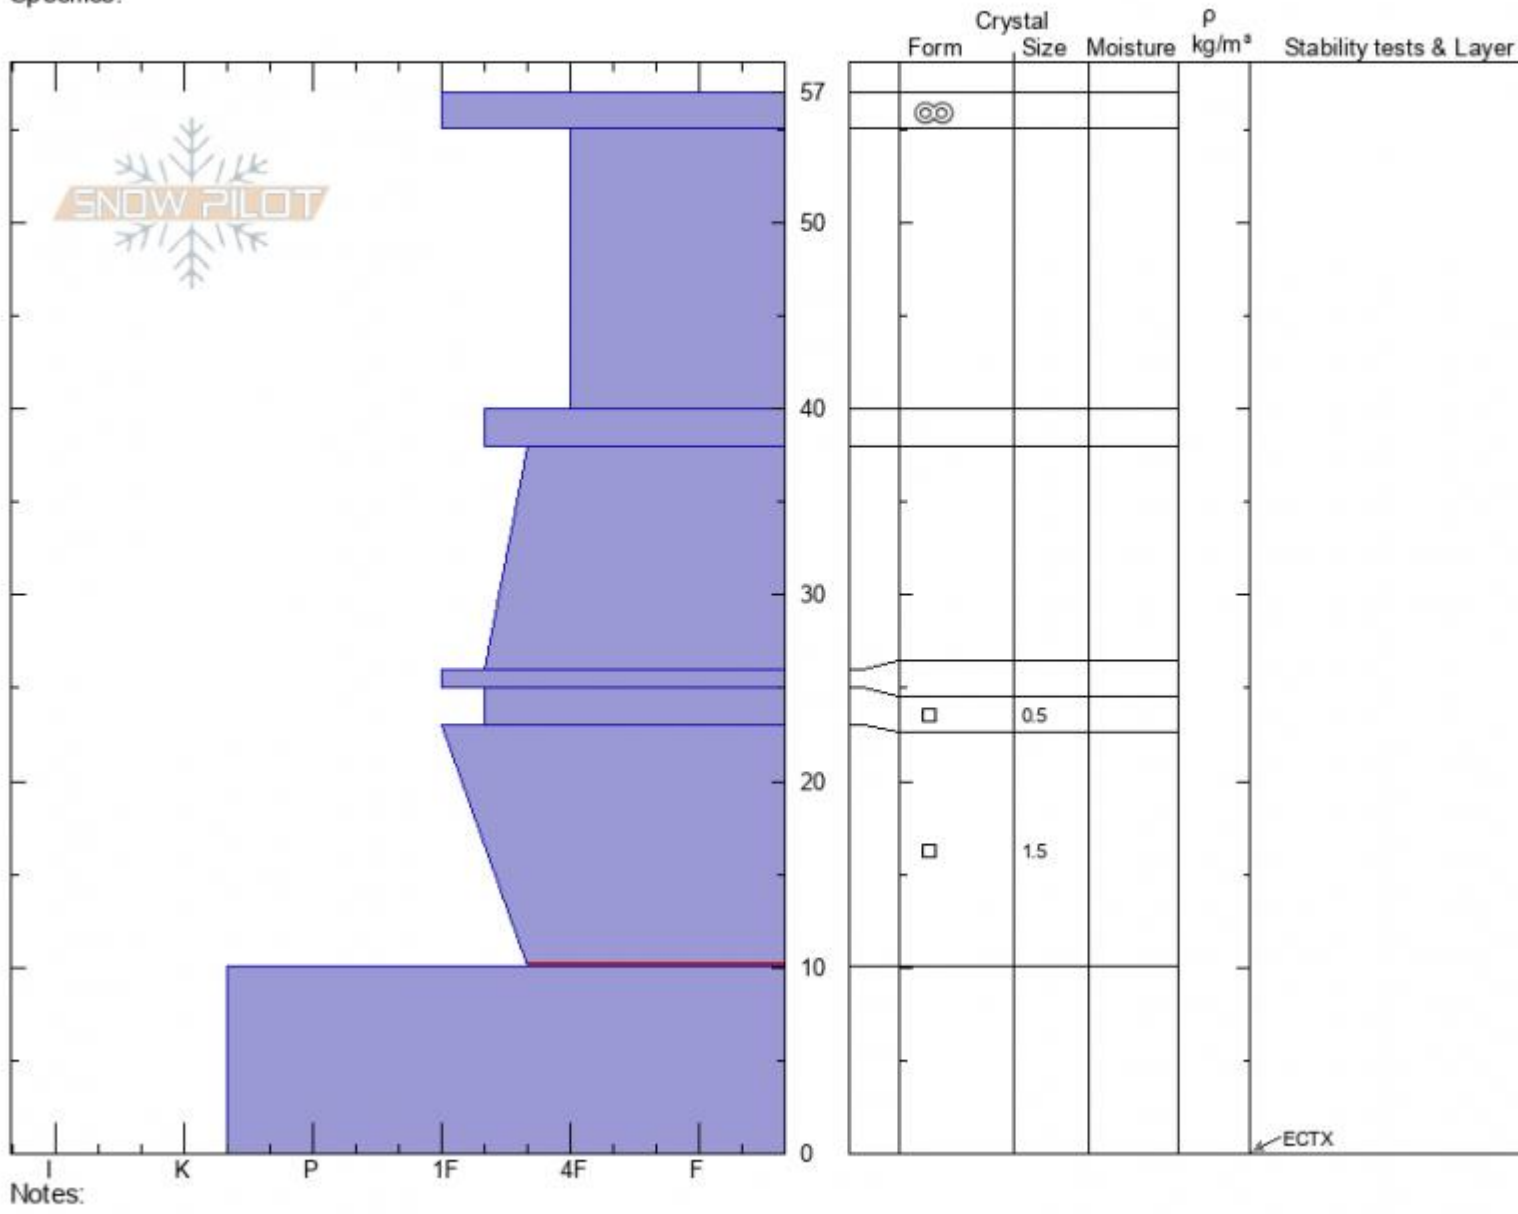 Specifics:
Crystal
ρ
Form Size Moisture kg/m³ Stability tests & Layer
57
SNOW PILOT
50
40
30
0.5
20
1.5
10
ECTX
0
I K P 1F 4F F
Notes: